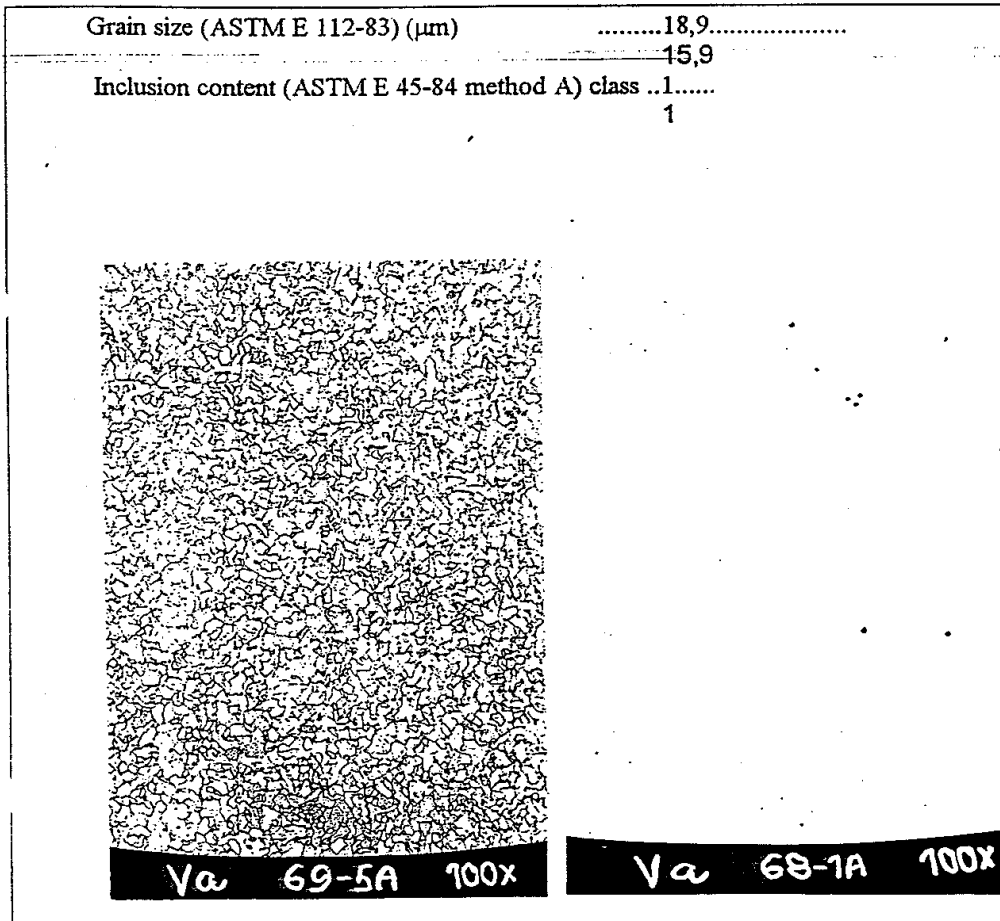 Grain size (ASTM E 112-83) (µm) .........18,9....................
15,9
Inclusion content (ASTM E 45-84 method A) class ..1......
1
Va 69-5A 100x
Va 68-1A 100x